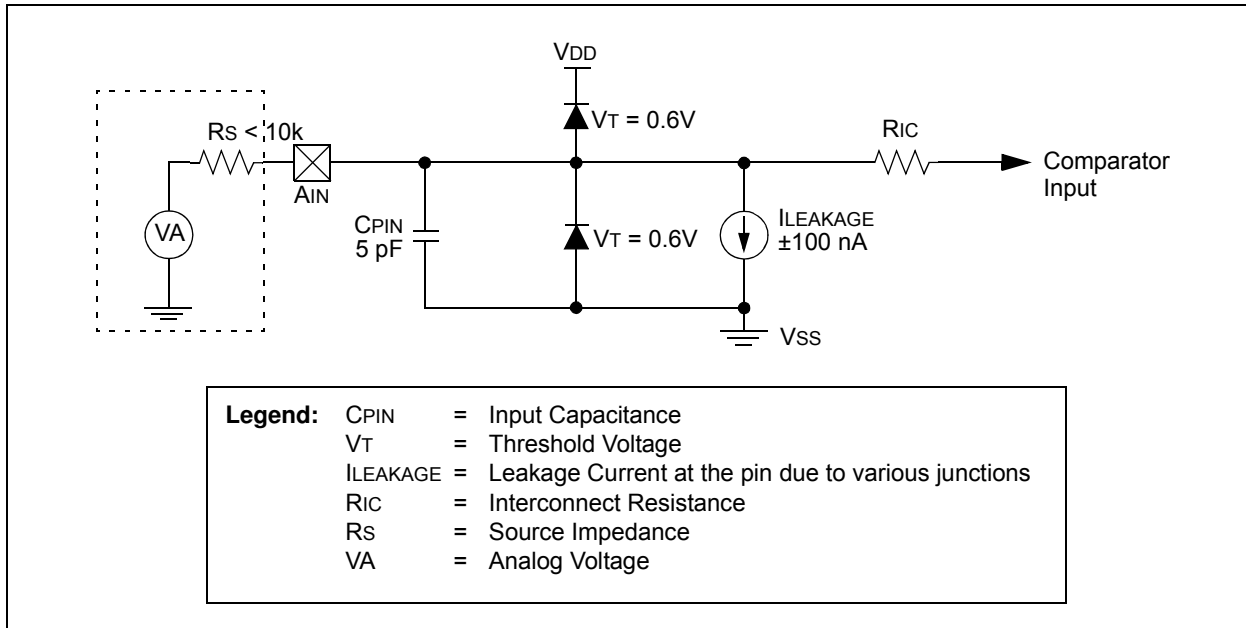 VDD
VT = 0.6V
RS < 10k
RIC
AIN
Comparator
Input
VA
CPIN
5 pF
VT = 0.6V
ILEAKAGE
±100 nA
VSS
Legend: CPIN = Input Capacitance
VT = Threshold Voltage
ILEAKAGE = Leakage Current at the pin due to various junctions
RIC = Interconnect Resistance
RS = Source Impedance
VA = Analog Voltage